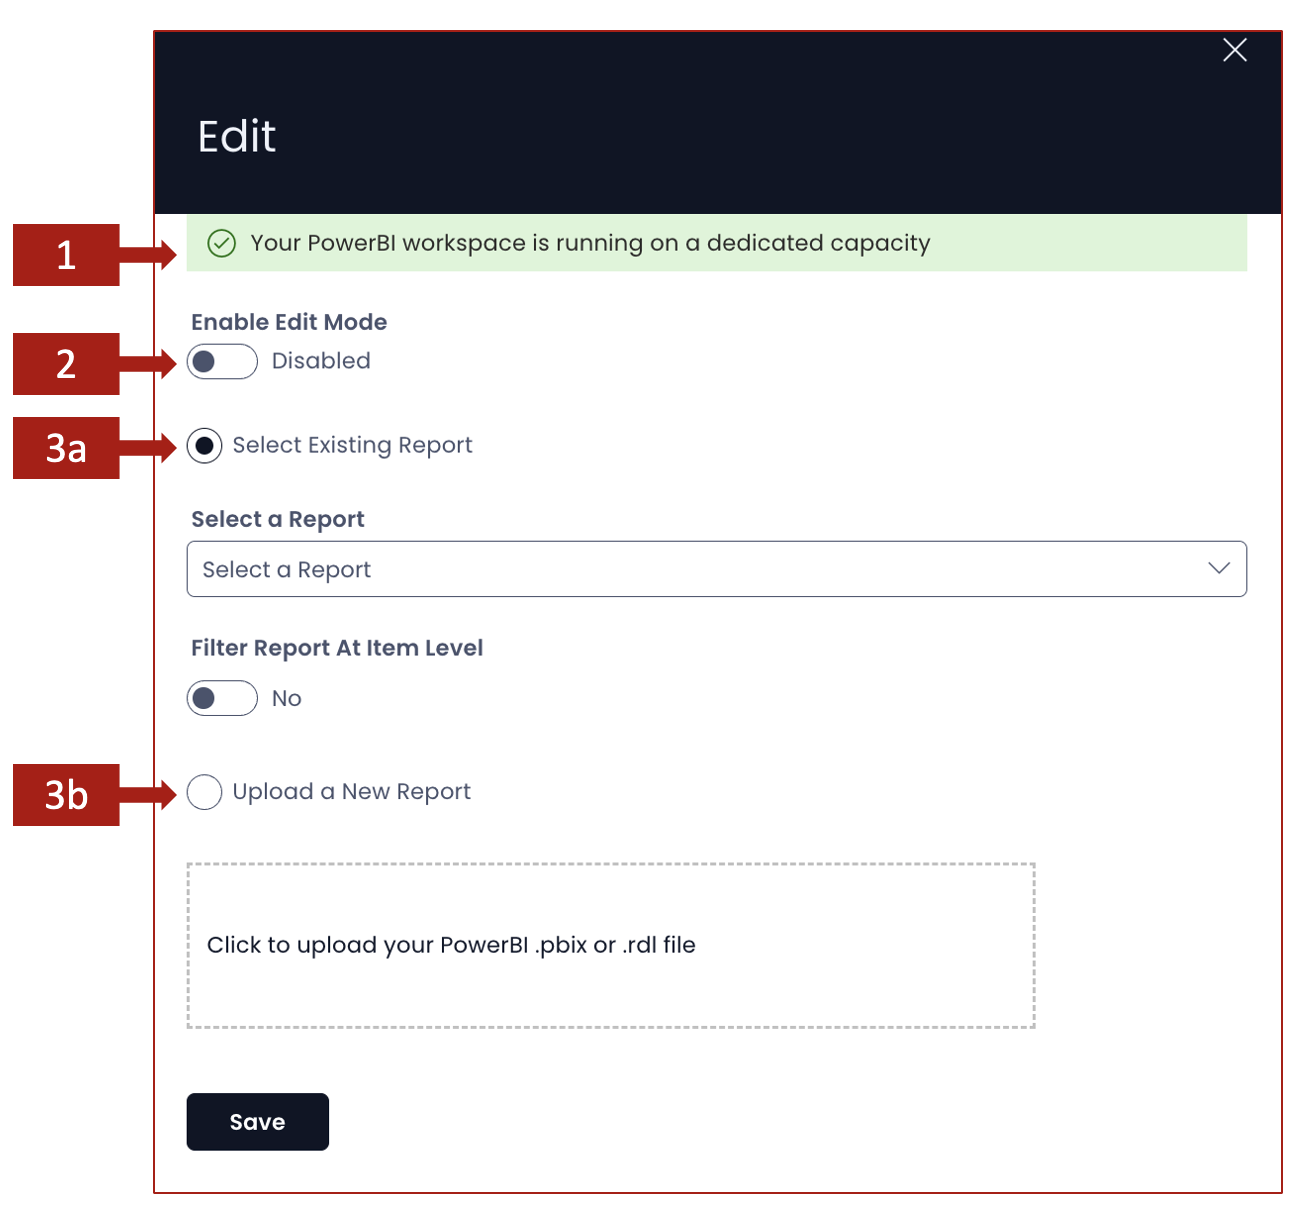 Edit
1
Your PowerBI workspace is running on a dedicated capacity
Enable Edit Mode
2
Disabled
3a
Select Existing Report
Select a Report
Select a Report
Filter Report At Item Level
No
3b
Upload a New Report
Click to upload your PowerBI .pbix or .rdl file
Save